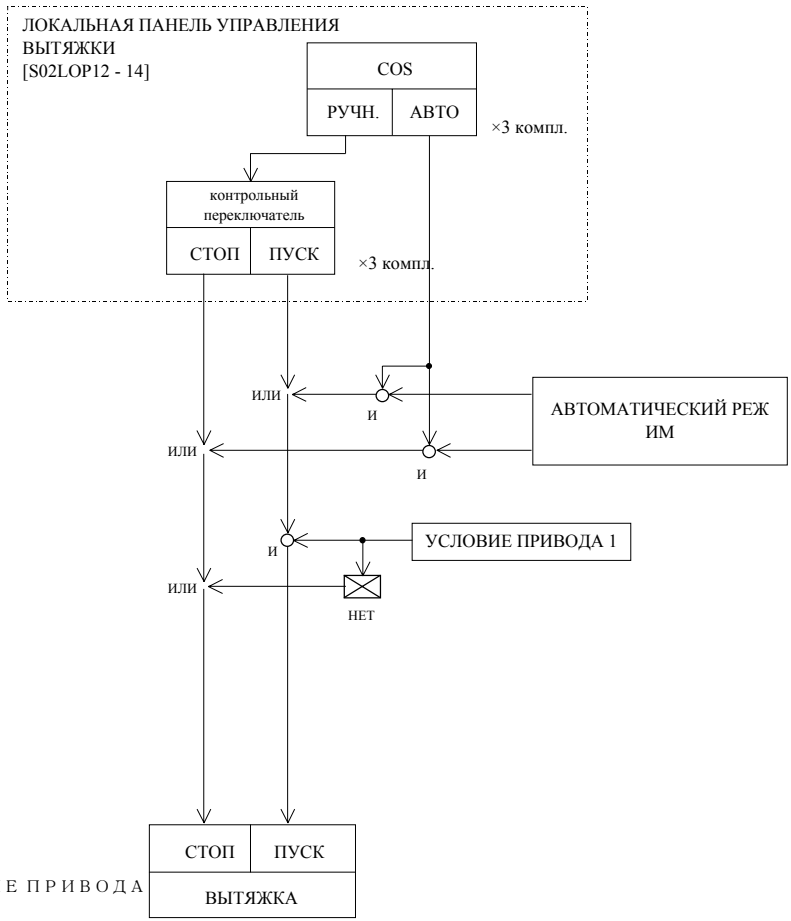 ЛОКАЛЬНАЯ ПАНЕЛЬ УПРАВЛЕНИЯ
ВЫТЯЖКИ
[S02LOP12 - 14]
COS
РУЧН.
АВТО
×3 компл.
контрольный
переключатель
СТОП
ПУСК
×3 компл.
ИЛИ
И
АВТОМАТИЧЕСКИЙ РЕЖ
ИМ
ИЛИ
И
И
УСЛОВИЕ ПРИВОДА 1
ИЛИ
НЕТ
СТОП
ПУСК
Е ПРИВОДА
ВЫТЯЖКА